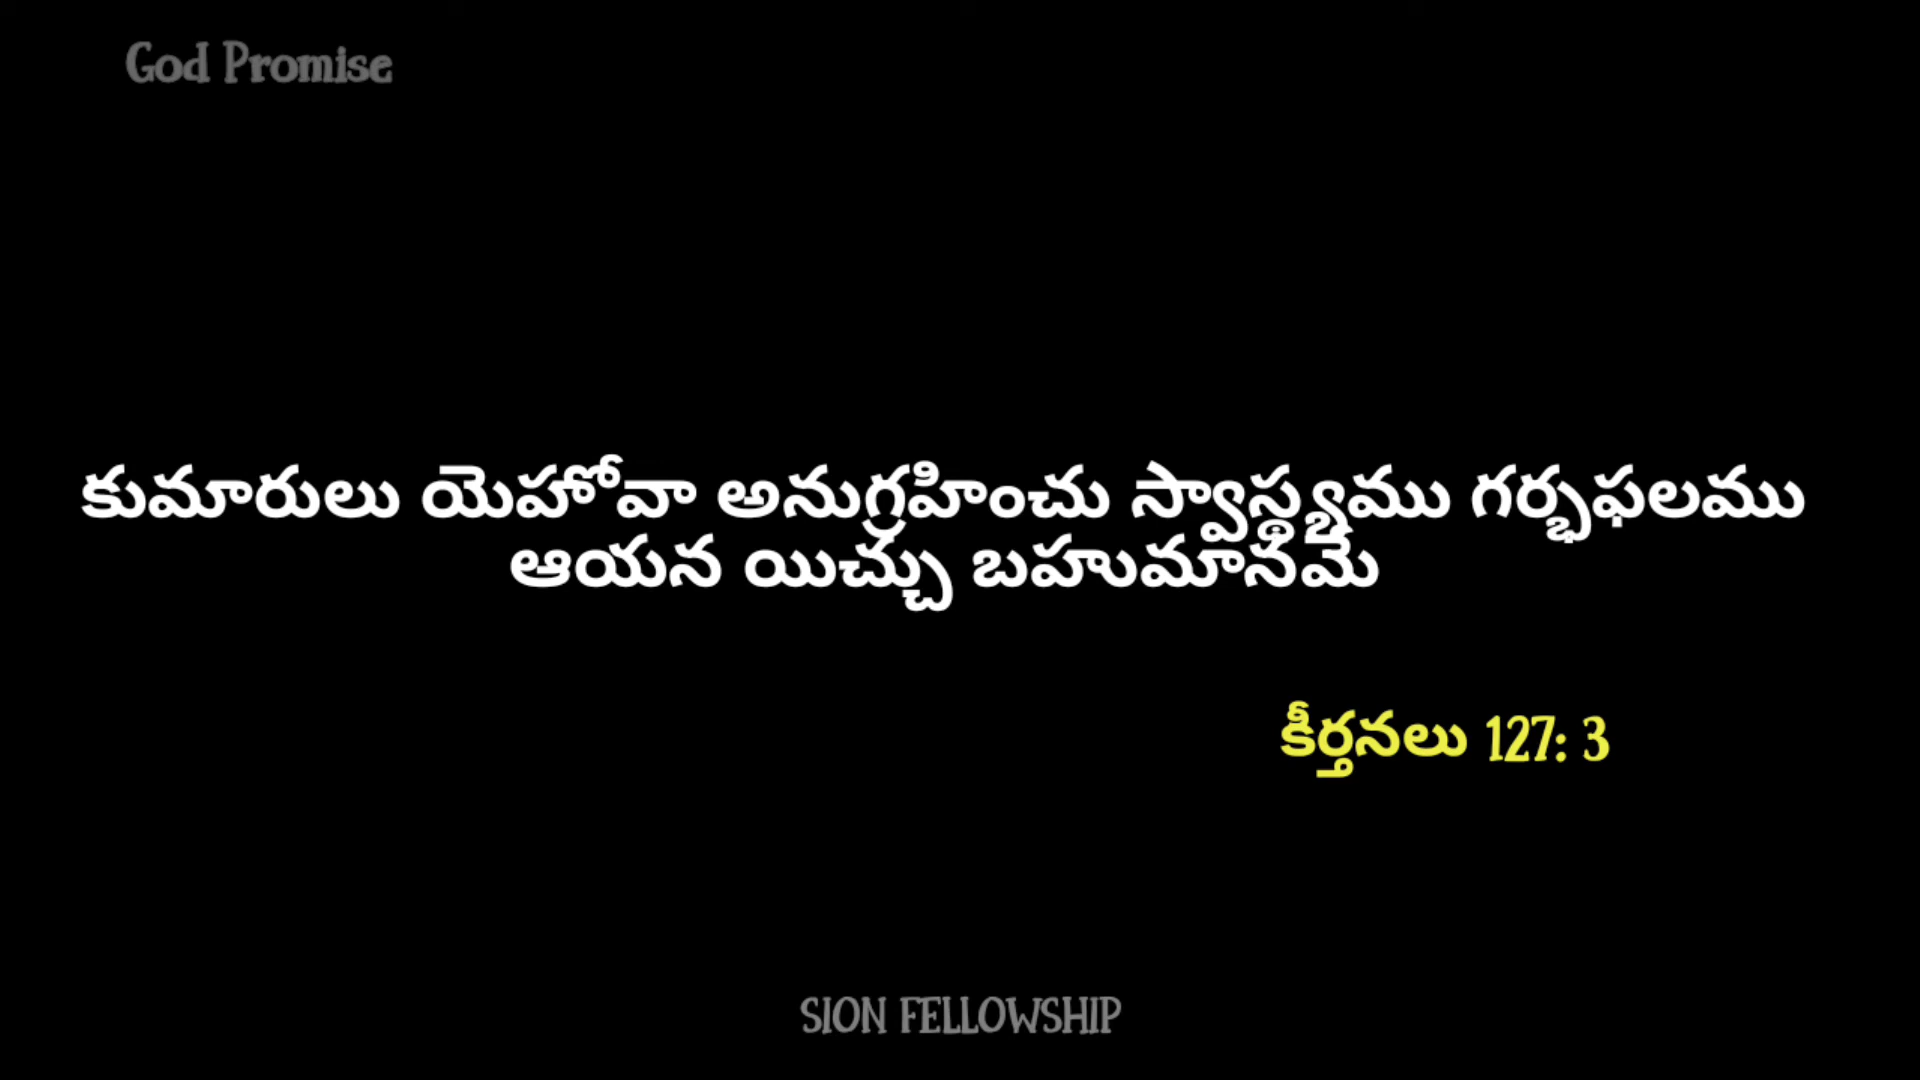 God Promise
కుమారులు యెహోవా అనుగ్రహించు స్వాస్థ్యము గర్భఫలము
ఆయన యిచ్చు బహుమానమే
కీర్తనలు 127: 3
SION FELLOWSHIP